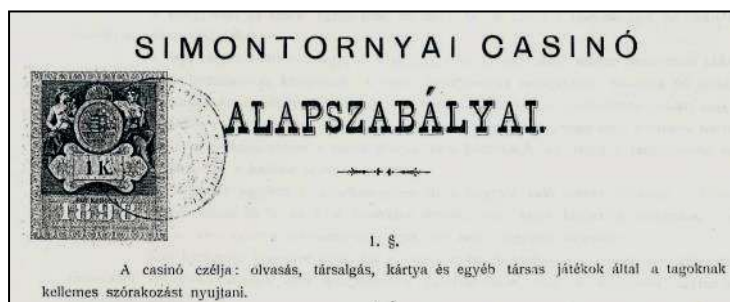 SIMONTORNYAI CASINÓ
ALAPSZABÁLYAI.
1 K.
1898
1. §.
A casinó czélja: olvasás, társalgás, kártya és egyéb társas játékok által a tagoknak
kellemes szórakozást nyujtani.